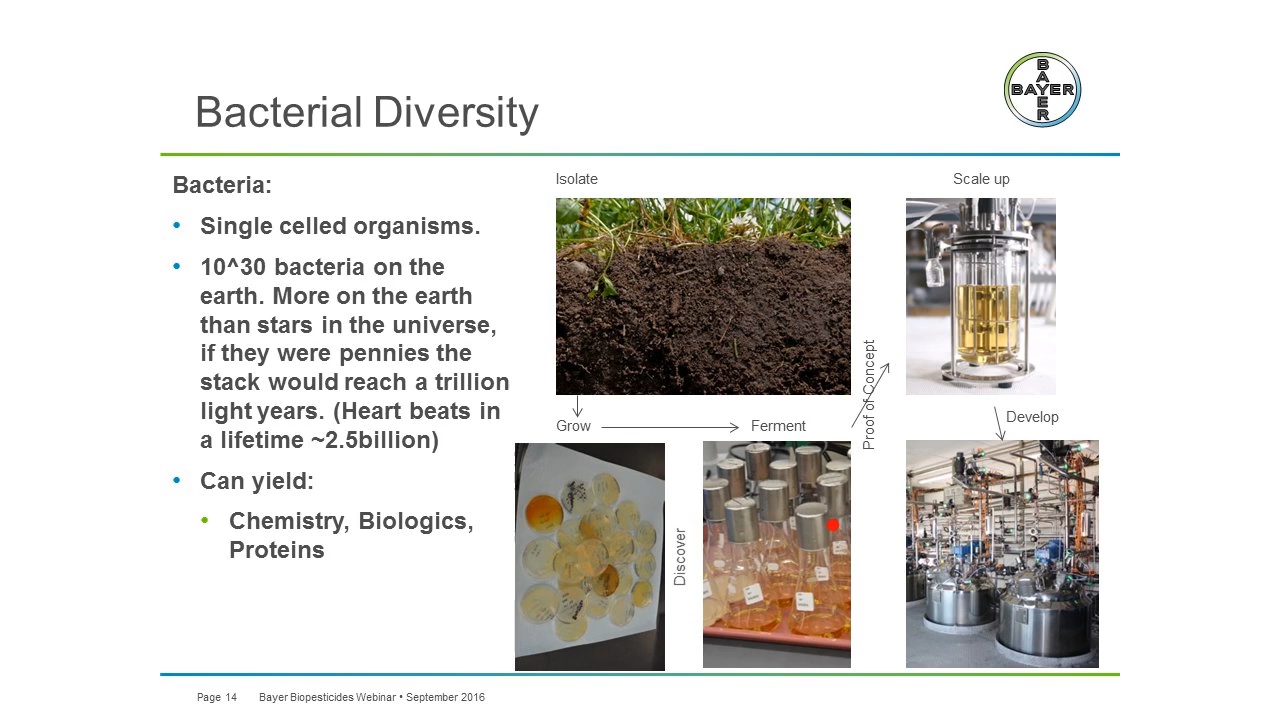 Bacterial Diversity
B
A
BAYER
E
R
Bacteria:
• Single celled organisms.
• 10^30 bacteria on the
earth. More on the earth
than stars in the universe,
if they were pennies the
stack would reach a trillion
light years. (Heart beats in
a lifetime ~2.5billion)
• Can yield:
• Chemistry, Biologics,
Proteins
Isolate
Scale up
Grow
Ferment
Proof of Concept
Develop
Discover
Page 14 Bayer Biopesticides Webinar • September 2016